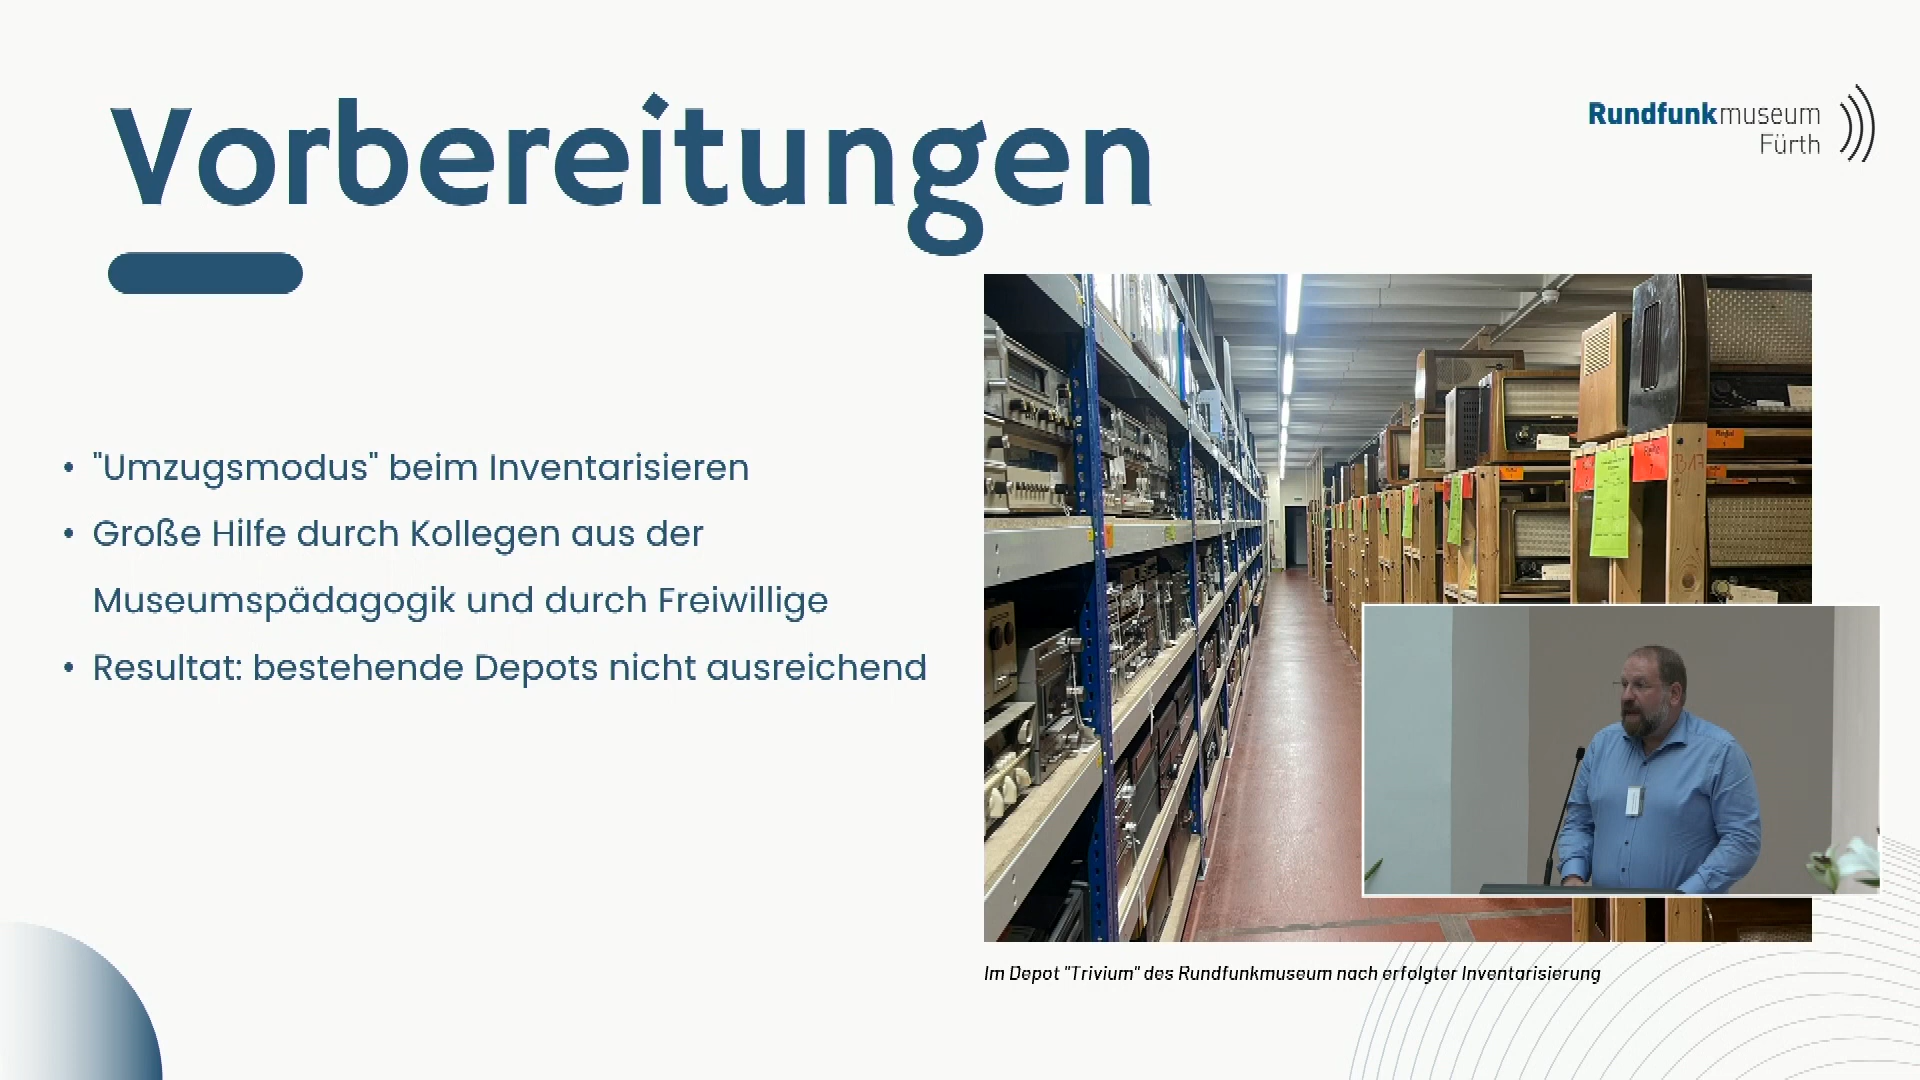 Vorbereitungen
Rundfunkmuseum
Fürth
• "Umzugsmodus" beim Inventarisieren
• Große Hilfe durch Kollegen aus der
Museumspädagogik und durch Freiwillige
• Resultat: bestehende Depots nicht ausreichend
Im Depot "Trivium" des Rundfunkmuseum nach erfolgter Inventarisierung